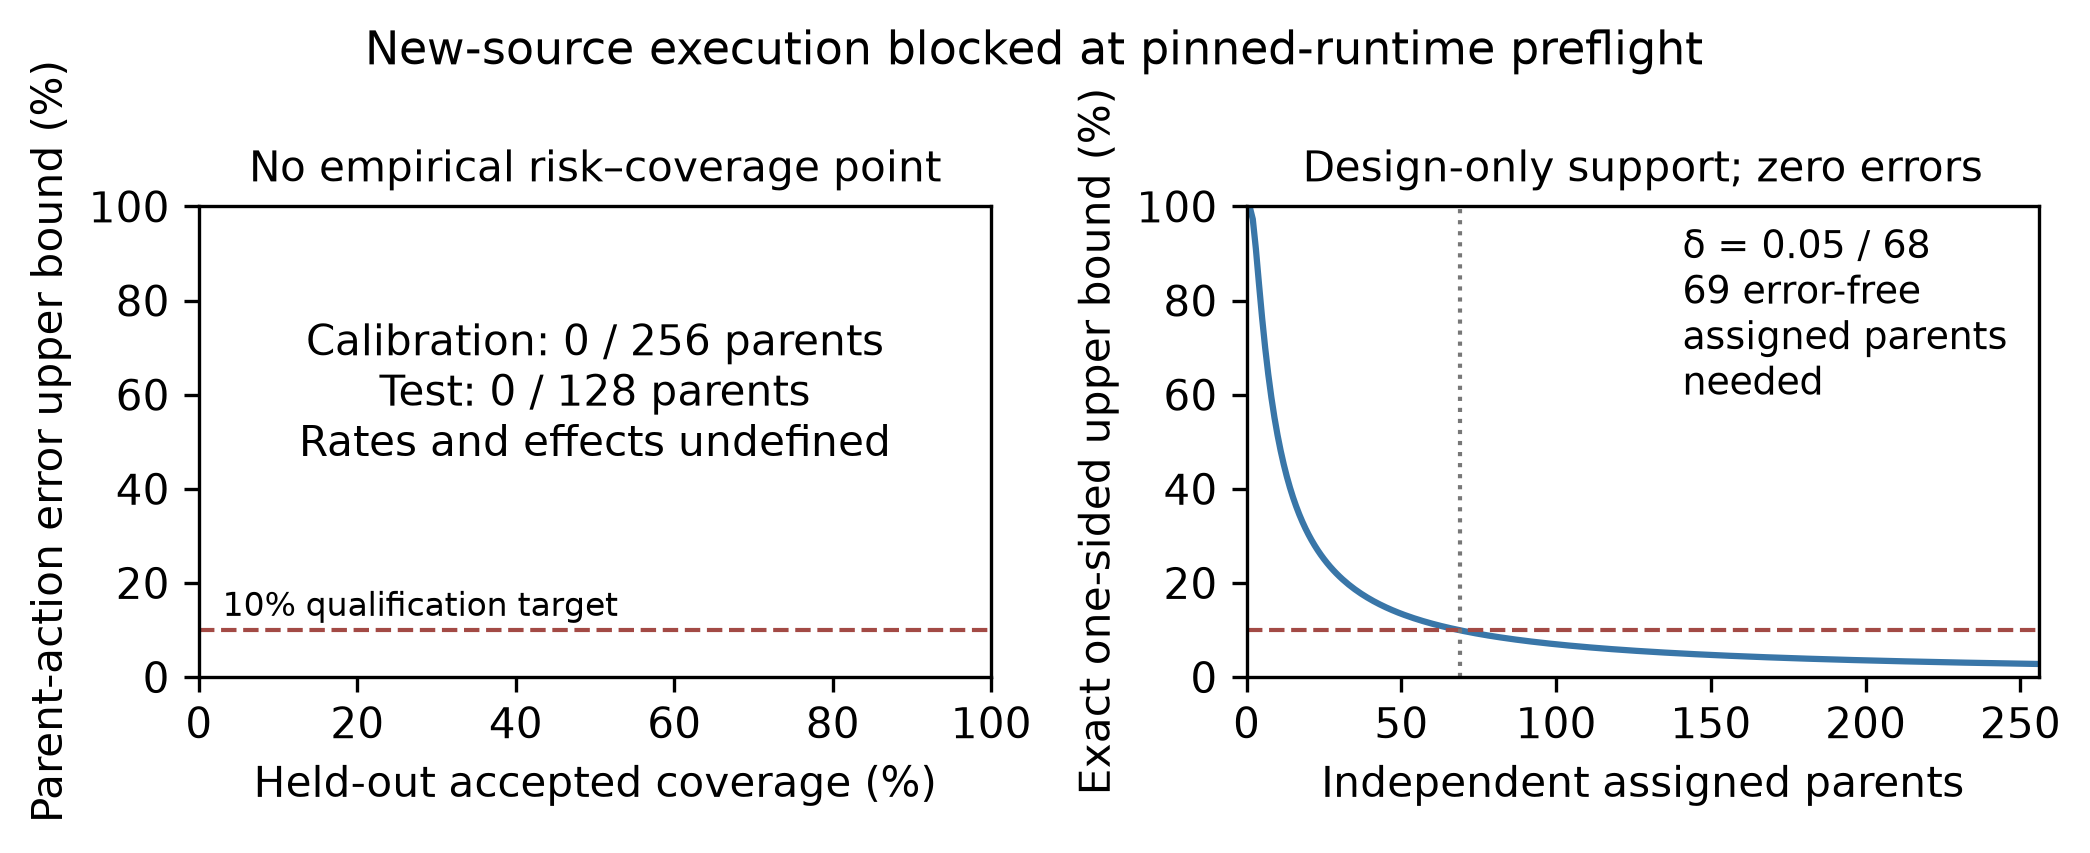 New-source execution blocked at pinned-runtime preflight
No empirical risk–coverage point
Parent-action error upper bound (%)
100
80
60
40
20
0
Calibration: 0 / 256 parents
Test: 0 / 128 parents
Rates and effects undefined
10% qualification target
0 20 40 60 80 100
Held-out accepted coverage (%)
Design-only support; zero errors
Exact one-sided upper bound (%)
100
80
60
40
20
0
δ = 0.05 / 68
69 error-free
assigned parents
needed
0 50 100 150 200 250
Independent assigned parents